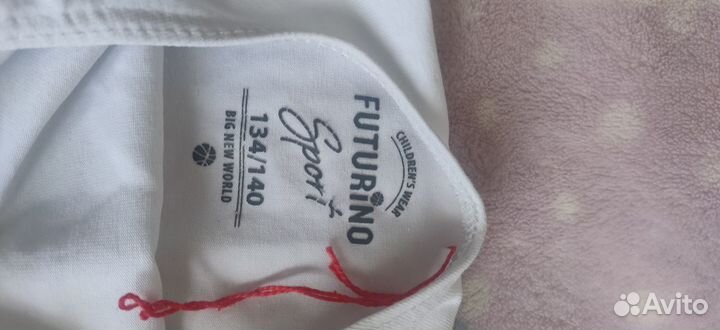 CHILDREN'S WEAR
FUTURiNO
Sport
134/140
BIG NEW WORLD
Avito